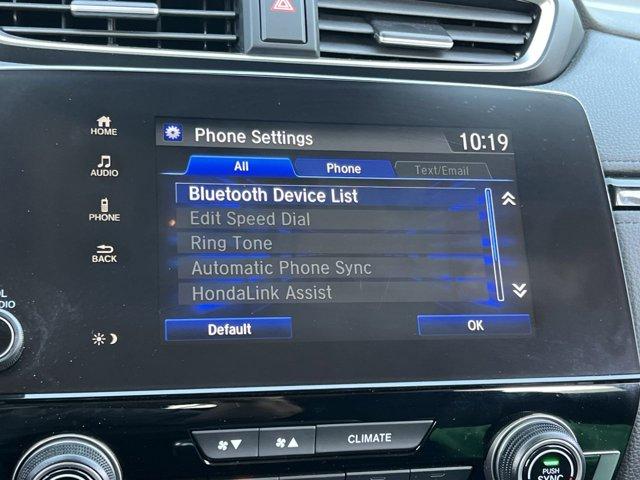 HOME
Phone Settings
10:19
AUDIO
All
Phone
Text/Email
Bluetooth Device List
PHONE
Edit Speed Dial
Ring Tone
BACK
Automatic Phone Sync
HondaLink Assist
Default
OK
CLIMATE
PUSH
SYNC